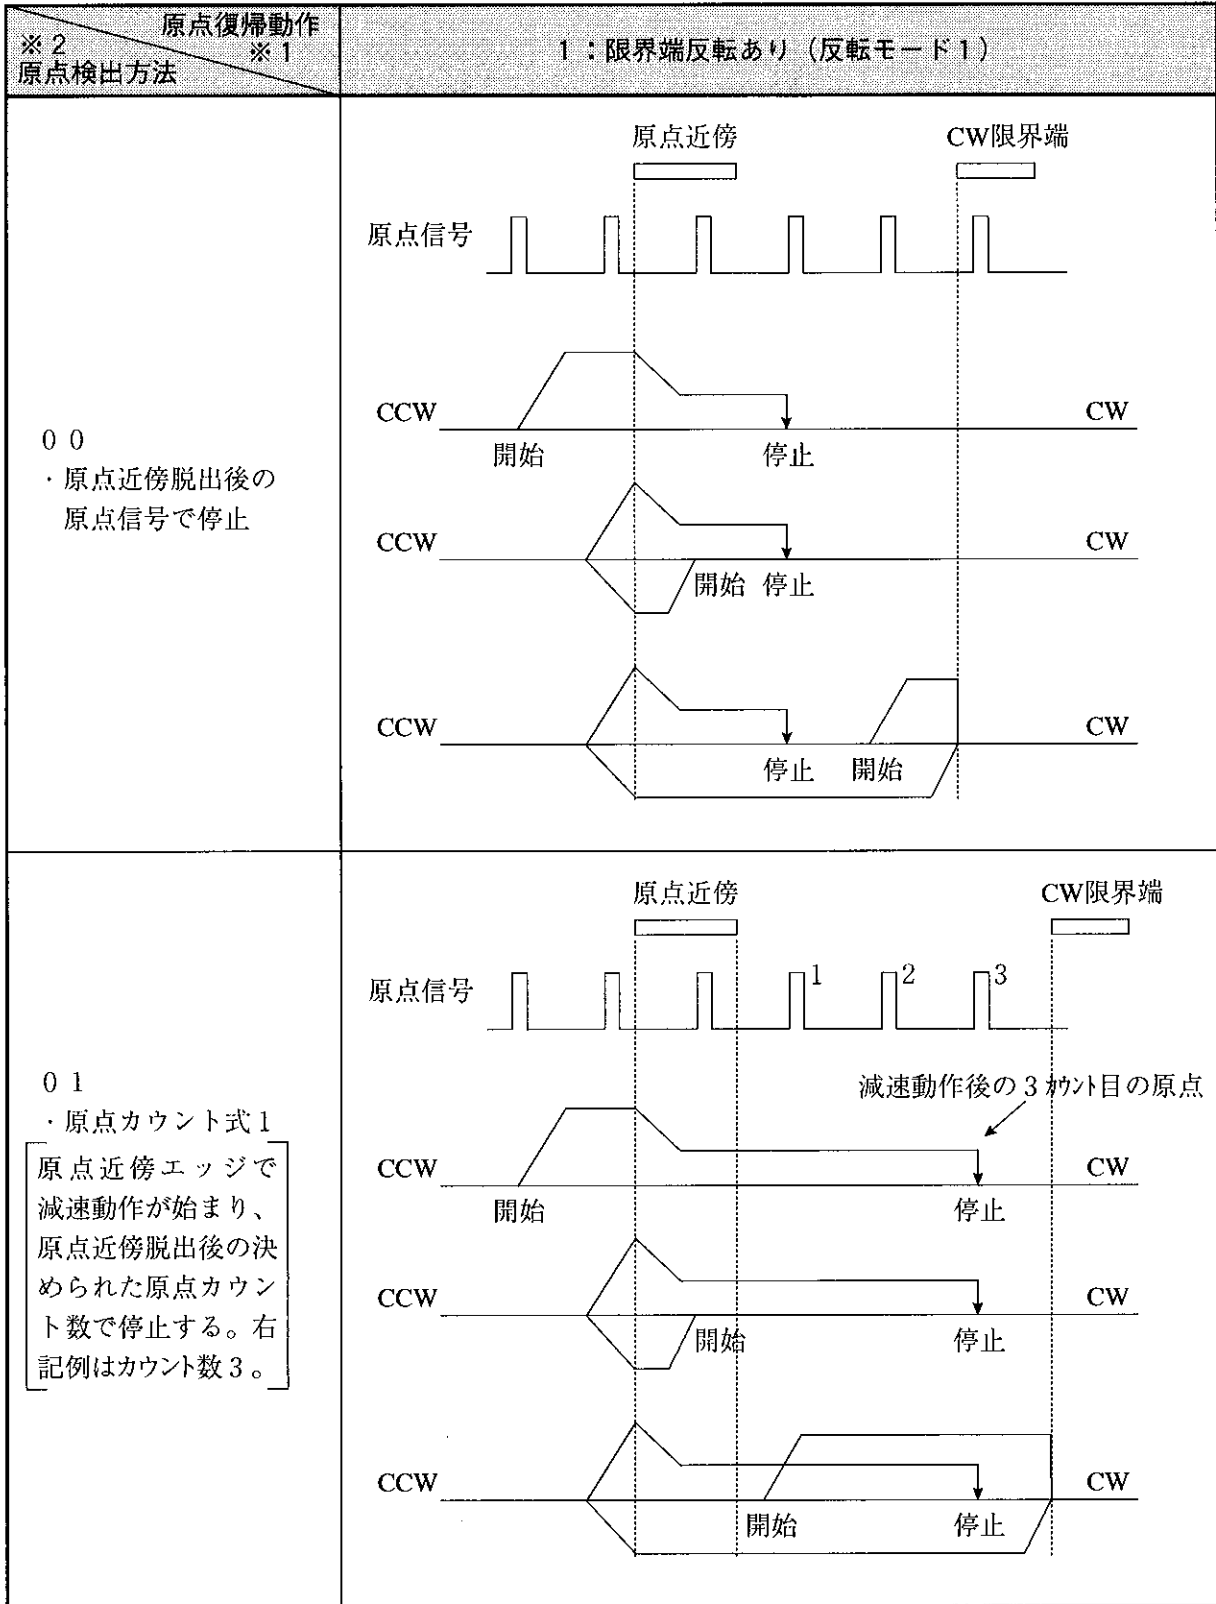 原点復帰動作
※1
※2
原点検出方法
1：限界端反転あり（反転モード1）
0 0
・原点近傍脱出後の
原点信号で停止
原点近傍
CW限界端
原点信号
CCW
CW
開始
停止
CCW
CW
開始 停止
CCW
CW
停止
開始
0 1
・原点カウント式1
原点近傍エッジで
減速動作が始まり、
原点近傍脱出後の決
められた原点カウン
ト数で停止する。右
記例はカウント数3。
原点近傍
CW限界端
原点信号
1
2
3
減速動作後の3カウント目の原点
CCW
CW
開始
停止
CCW
CW
開始
停止
CCW
CW
開始
停止